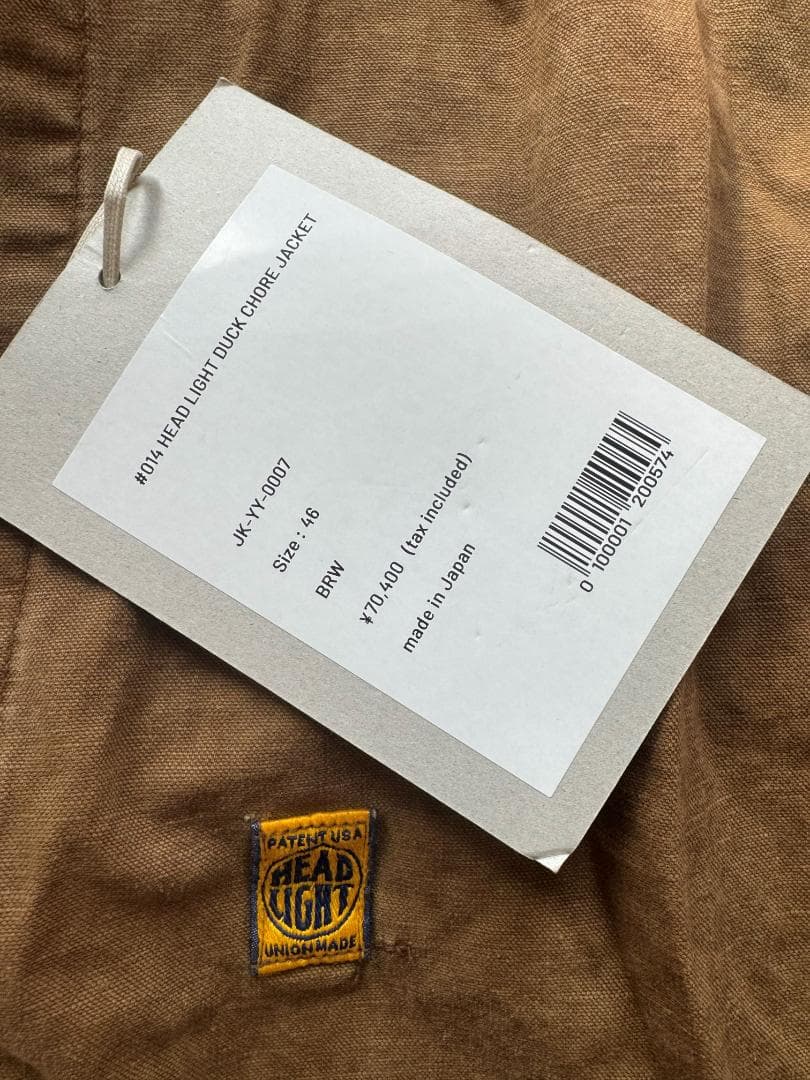 #014 HEAD LIGHT DUCK CHORE JACKET
JK-YY-0007
Size : 46
BRW
¥70,400 (tax included)
made in Japan
0 100001 200574
PATENT USA
HEAD
LIGHT
UNION MADE